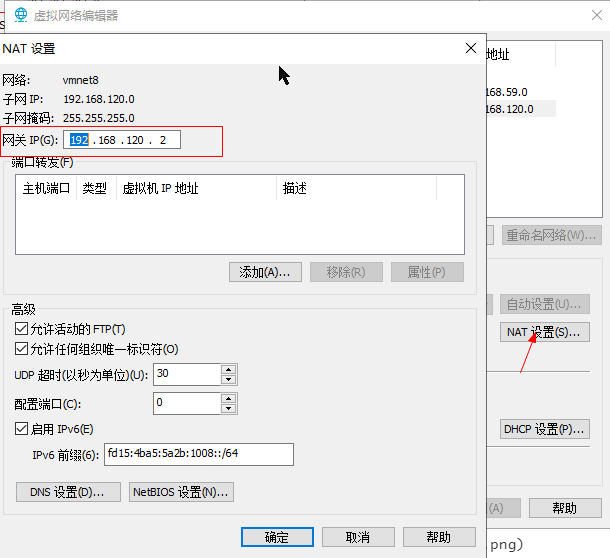 虚拟网络编辑器
NAT 设置
网络: vmnet8
子网 IP: 192.168.120.0
子网掩码: 255.255.255.0
网关 IP(G): 192 . 168 . 120 . 2
端口转发(F)
主机端口 类型 虚拟机 IP 地址 描述
添加(A)... 移除(R) 属性(P)
高级
允许活动的 FTP(T)
允许任何组织唯一标识符(O)
UDP 超时(以秒为单位)(U): 30
配置端口(C): 0
启用 IPv6(E)
IPv6 前缀(6): fd15:4ba5:5a2b:1008::/64
DNS 设置(D)... NetBIOS 设置(N)...
确定 取消 帮助
地址
168.59.0
168.120.0
重命名网络(W)...
自动设置(U)...
NAT 设置(S)...
DHCP 设置(P)...
(A) 帮助
png)